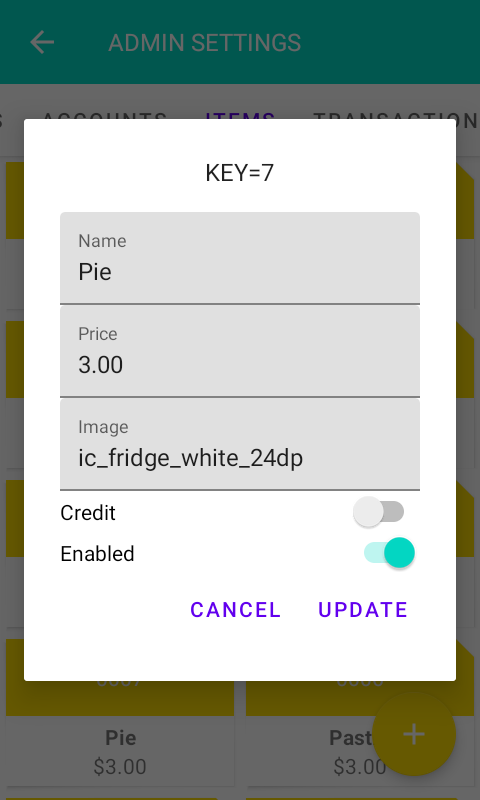 ADMIN SETTINGS
S ACCOUNTS ITEMS TRANSACTION
KEY=7
Name
Pie
Price
3.00
Image
ic_fridge_white_24dp
Credit
Enabled
CANCEL UPDATE
Pie Past
$3.00 $3.00
+